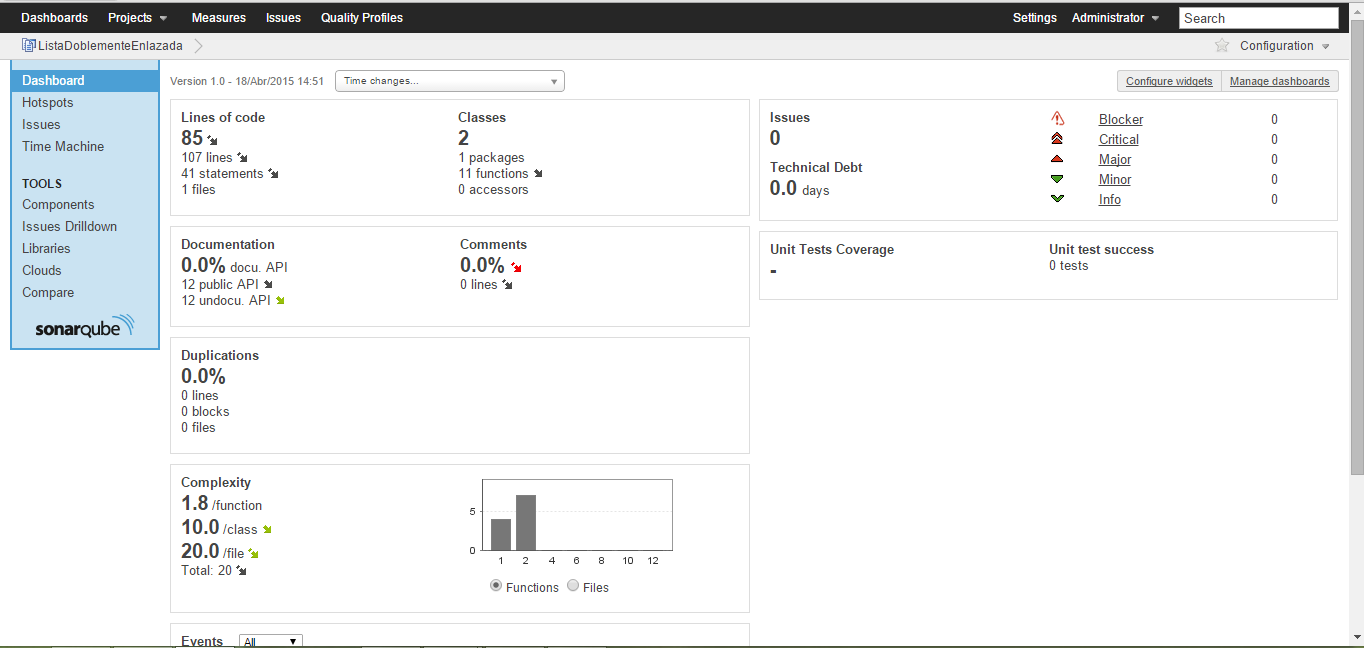 Dashboards Projects Measures Issues Quality Profiles Settings Administrator Search
ListaDoblementeEnlazada Configuration
Dashboard
Hotspots
Issues
Time Machine
TOOLS
Components
Issues Drilldown
Libraries
Clouds
Compare
sonarqube
Version 1.0 - 18/Abr/2015 14:51 Time changes... Configure widgets Manage dashboards
Lines of code
85
107 lines
41 statements
1 files
Classes
2
1 packages
11 functions
0 accessors
Documentation
0.0% docu. API
12 public API
12 undocu. API
Comments
0.0%
0 lines
Duplications
0.0%
0 lines
0 blocks
0 files
Complexity
1.8 /function
10.0 /class
20.0 /file
Total: 20
5
0
1 2 4 6 8 10 12
Functions Files
Events All
Issues
0
Technical Debt
0.0 days
Blocker 0
Critical 0
Major 0
Minor 0
Info 0
Unit Tests Coverage
-
Unit test success
0 tests